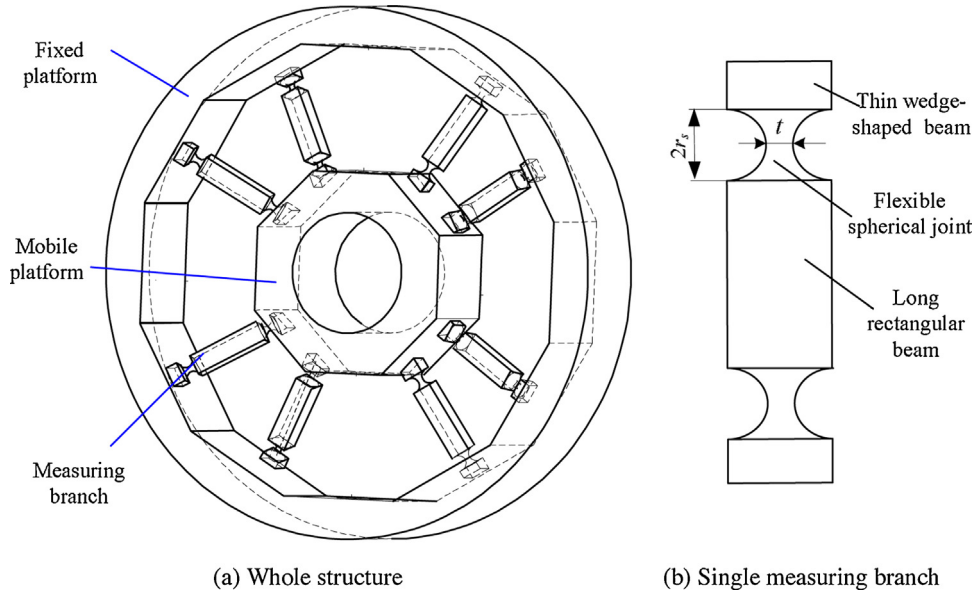 Fixed
platform
Mobile
platform
Measuring
branch
(a) Whole structure
2rₛ
t
Thin wedge-
shaped beam
Flexible
spherical joint
Long
rectangular
beam
(b) Single measuring branch